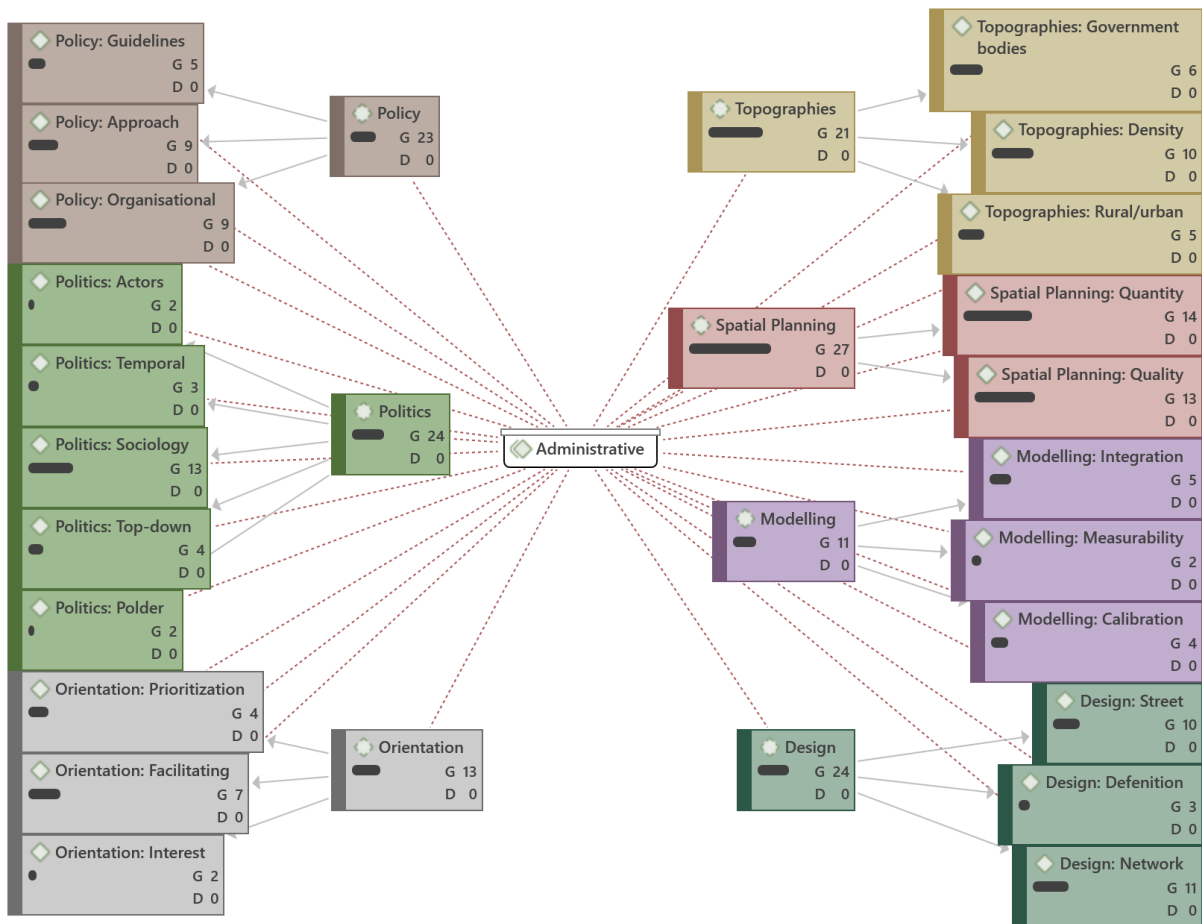 Policy: Guidelines
G 5
D 0
Policy: Approach
G 9
D 0
Policy: Organisational
G 9
D 0
Politics: Actors
G 2
D 0
Politics: Temporal
G 3
D 0
Politics: Sociology
G 13
D 0
Politics: Top-down
G 4
D 0
Politics: Polder
G 2
D 0
Orientation: Prioritization
G 4
D 0
Orientation: Facilitating
G 7
D 0
Orientation: Interest
G 2
D 0
Policy
G 23
D 0
Politics
G 24
D 0
Orientation
G 13
D 0
Administrative
Topographies
G 21
D 0
Spatial Planning
G 27
D 0
Modelling
G 11
D 0
Design
G 24
D 0
Topographies: Government
bodies
G 6
D 0
Topographies: Density
G 10
D 0
Topographies: Rural/urban
G 5
D 0
Spatial Planning: Quantity
G 14
D 0
Spatial Planning: Quality
G 13
D 0
Modelling: Integration
G 5
D 0
Modelling: Measurability
G 2
D 0
Modelling: Calibration
G 4
D 0
Design: Street
G 10
D 0
Design: Defenition
G 3
D 0
Design: Network
G 11
D 0